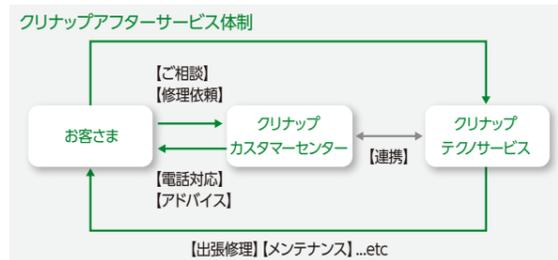 クリナップアフターサービス体制
【ご相談】
【修理依頼】
お客さま
クリナップ
カスタマーセンター
【連携】
クリナップ
テクノサービス
【電話対応】
【アドバイス】
【出張修理】【メンテナンス】...etc